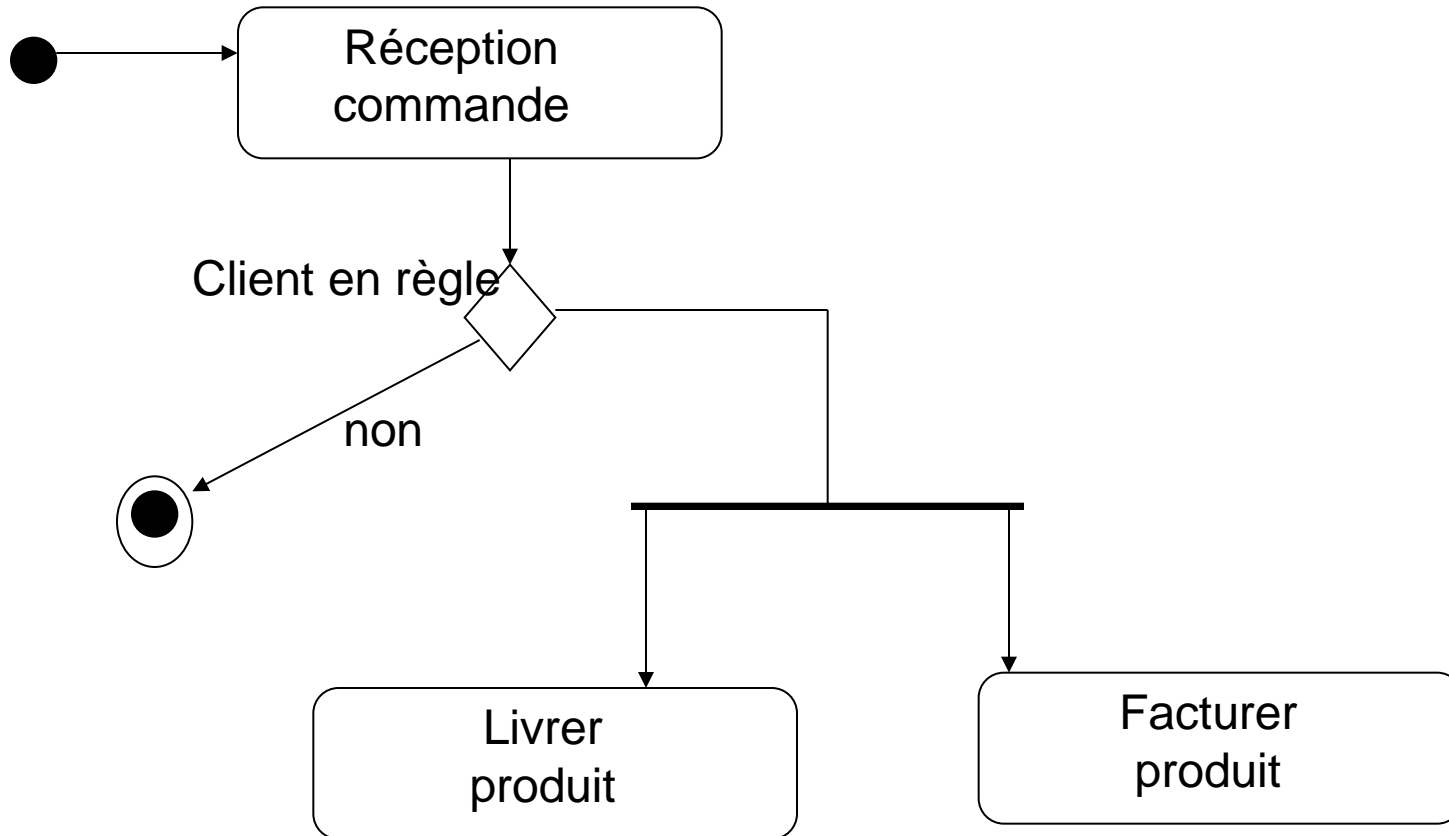 Réception
commande
Client en règle
non
Livrer
produit
Facturer
produit